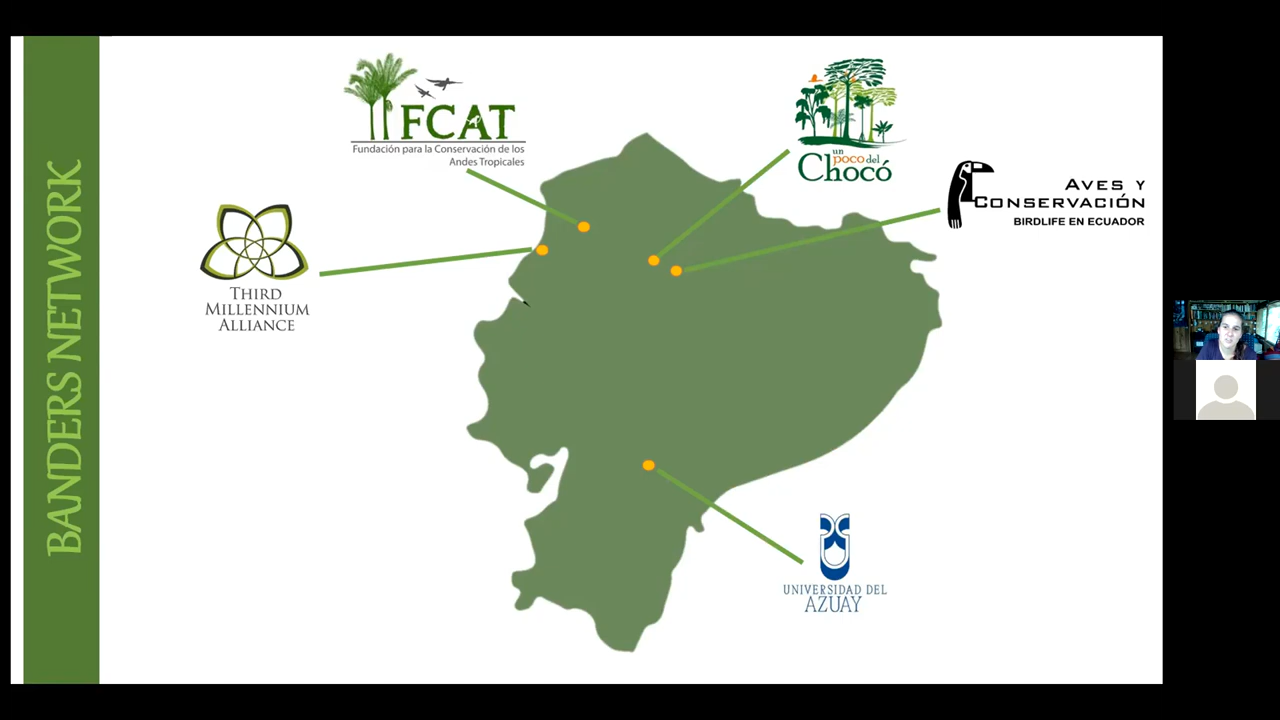 BANDERS NETWORK
FCAT
Fundación para la Conservación de los
Andes Tropicales
un
poco del
Chocó
AVES Y
CONSERVACIÓN
BIRDLIFE EN ECUADOR
THIRD
MILLENNIUM
ALLIANCE
UNIVERSIDAD DEL
AZUAY